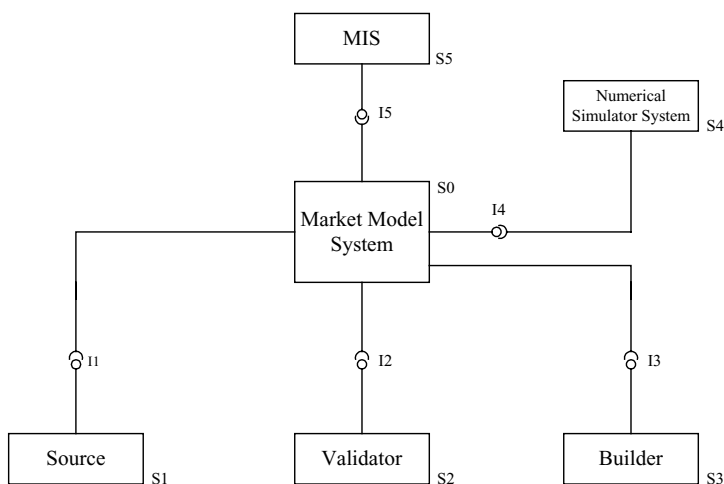 MIS
S5
I5
Numerical
Simulator System
S4
S0
Market Model
System
I4
I1
I2
I3
Source
S1
Validator
S2
Builder
S3